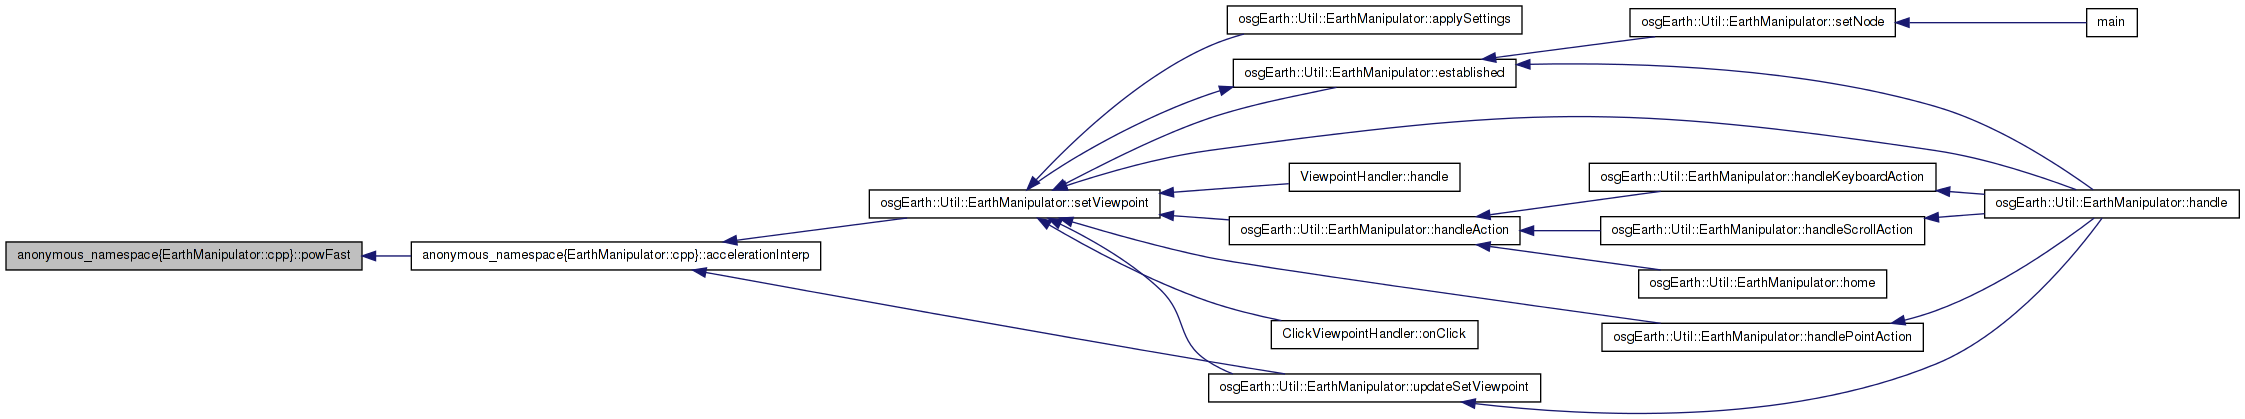 anonymous_namespace{EarthManipulator::cpp}::powFast
anonymous_namespace{EarthManipulator::cpp}::accelerationInterp
osgEarth::Util::EarthManipulator::setViewpoint
osgEarth::Util::EarthManipulator::applySettings
osgEarth::Util::EarthManipulator::established
osgEarth::Util::EarthManipulator::setNode
main
ViewpointHandler::handle
osgEarth::Util::EarthManipulator::handleAction
osgEarth::Util::EarthManipulator::handleKeyboardAction
osgEarth::Util::EarthManipulator::handleScrollAction
osgEarth::Util::EarthManipulator::home
osgEarth::Util::EarthManipulator::handle
ClickViewpointHandler::onClick
osgEarth::Util::EarthManipulator::handlePointAction
osgEarth::Util::EarthManipulator::updateSetViewpoint